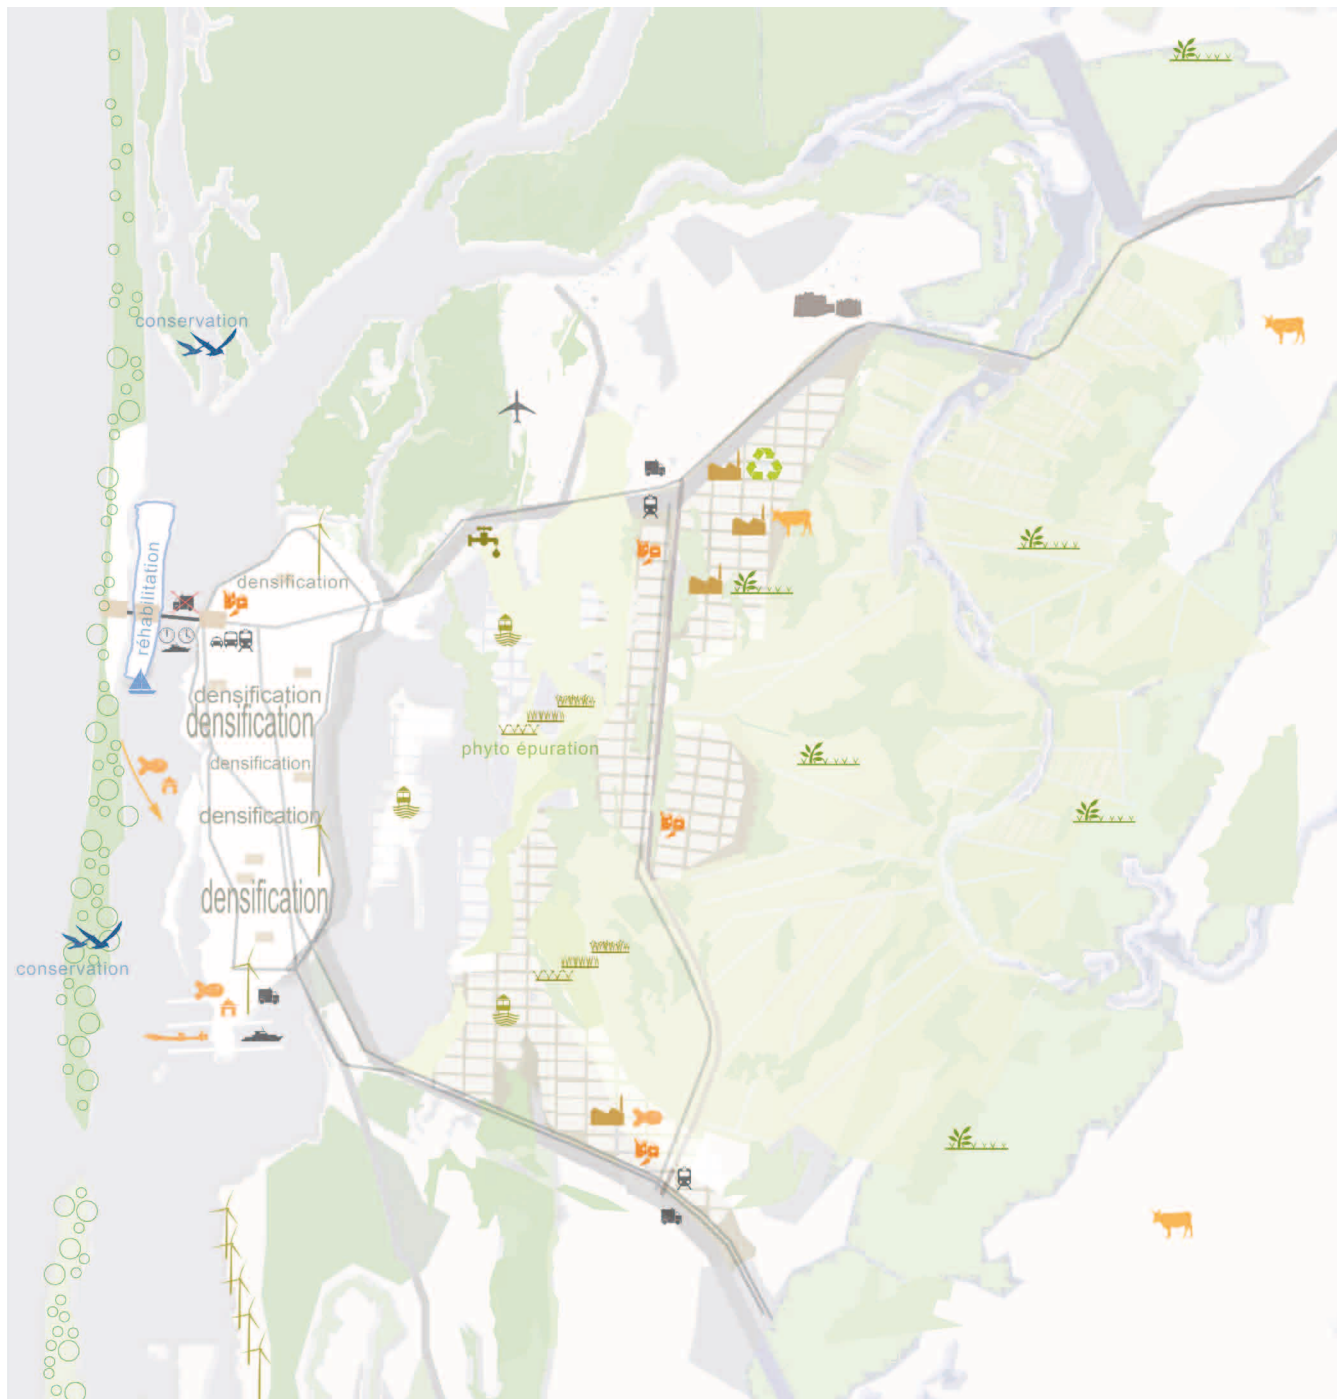 conservation
densification
réhabilitation
densification
densification
phyto épuration
densification
densification
densification
conservation